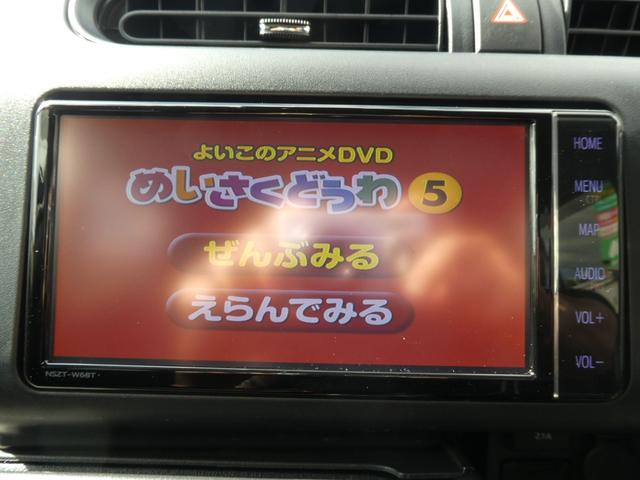 よいこのアニメDVD
めいさくどうわ 5
ぜんぶみる
えらんでみる
HOME
MENU
MAP
AUDIO
VOL+
VOL-
NSZT-W68T